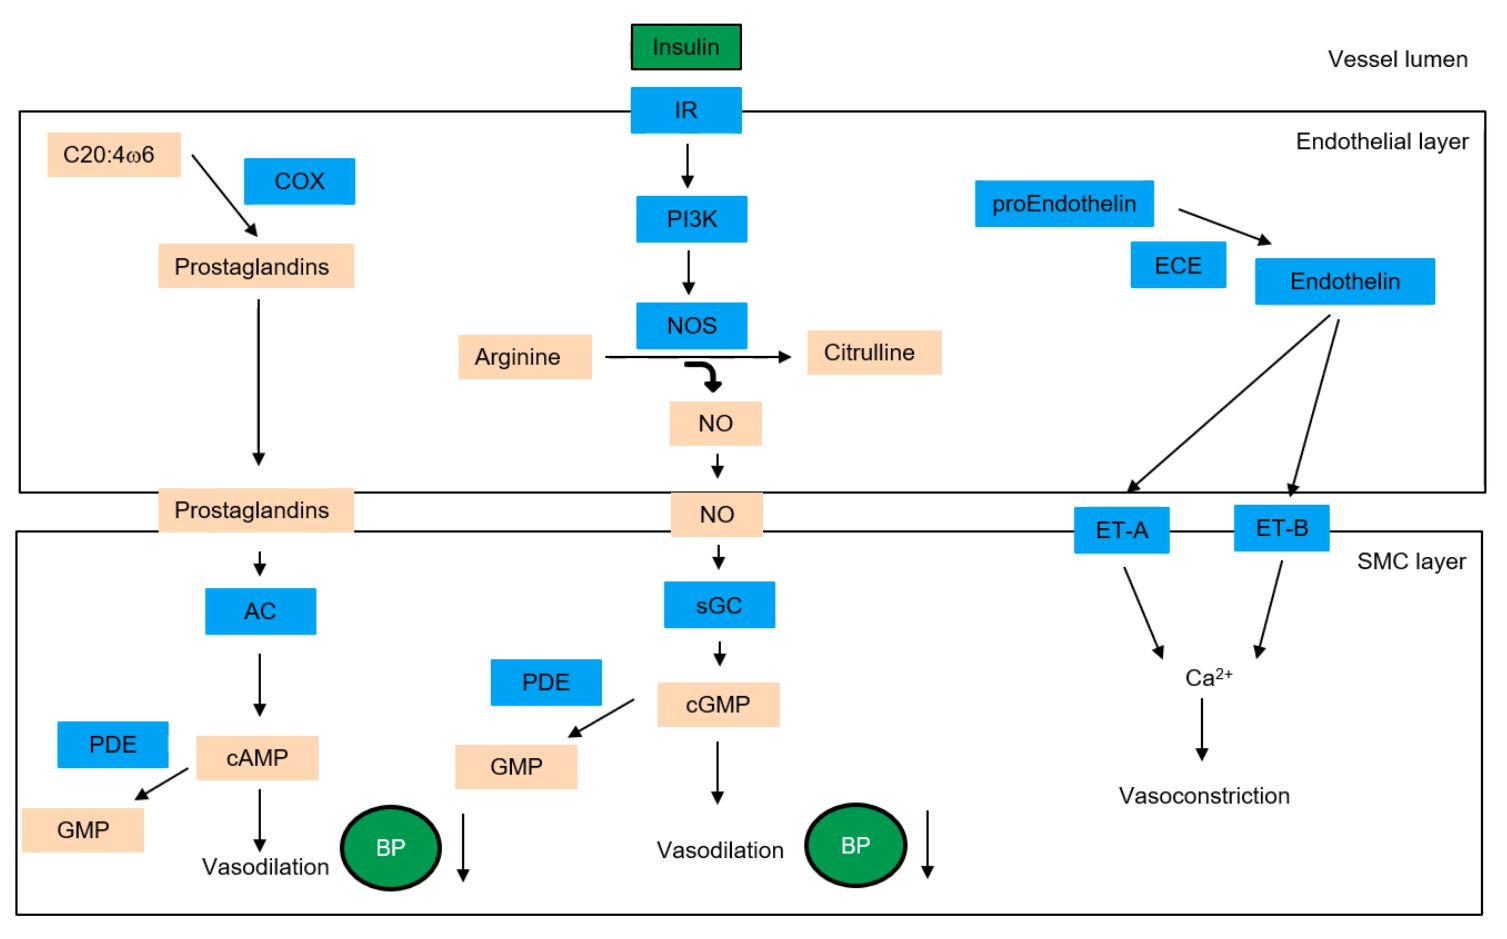 Insulin
Vessel lumen
IR
Endothelial layer
C20:4ω6
COX
proEndothelin
PI3K
ECE
Prostaglandins
Endothelin
NOS
Arginine
Citrulline
NO
Prostaglandins
NO
ET-A
ET-B
SMC layer
AC
sGC
PDE
cGMP
Ca²⁺
PDE
cAMP
GMP
Vasoconstriction
GMP
BP
BP
Vasodilation
Vasodilation